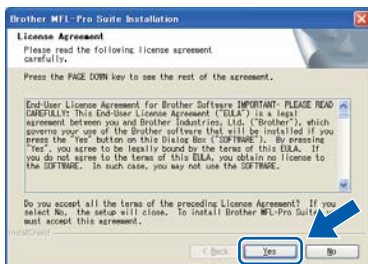 Brother MFL-Pro Suite Installation
License Agreement
Please read the following license agreement
carefully.
Press the PAGE DOWN key to see the rest of the agreement.
End-User License Agreement for Brother Software IMPORTANT- PLEASE READ
CAREFULLY: This End-User License Agreement ("EULA") is a legal
agreement between you and Brother Industries, Ltd. ("Brother"), which
governs your use of the Brother software that will be installed if you
press the "Yes" button on this Dialog Box ("SOFTWARE"). By pressing
"Yes", you agree to be legally bound by the terms of this EULA. If
you do not agree to the terms of this EULA, you obtain no license to
the SOFTWARE. In such case, you may not use the SOFTWARE.
Do you accept all the terms of the preceding License Agreement? If you
select No, the setup will close. To install Brother MFL-Pro Suite, you
must accept this agreement.
InstallShield
< Back
Yes
No